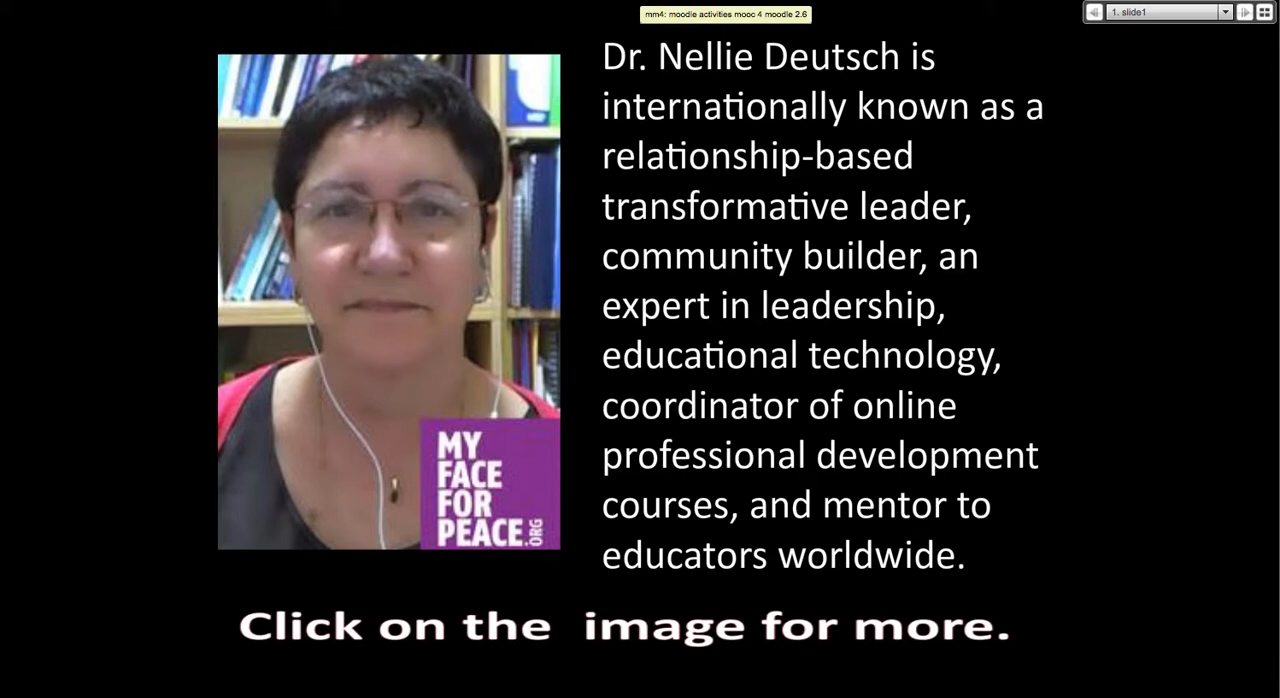 mm4: moodle activities mooc 4 moodle 2.6
1. slide1
Dr. Nellie Deutsch is
internationally known as a
relationship-based
transformative leader,
community builder, an
expert in leadership,
educational technology,
coordinator of online
professional development
courses, and mentor to
educators worldwide.
MY
FACE
FOR
PEACE.ORG
Click on the image for more.